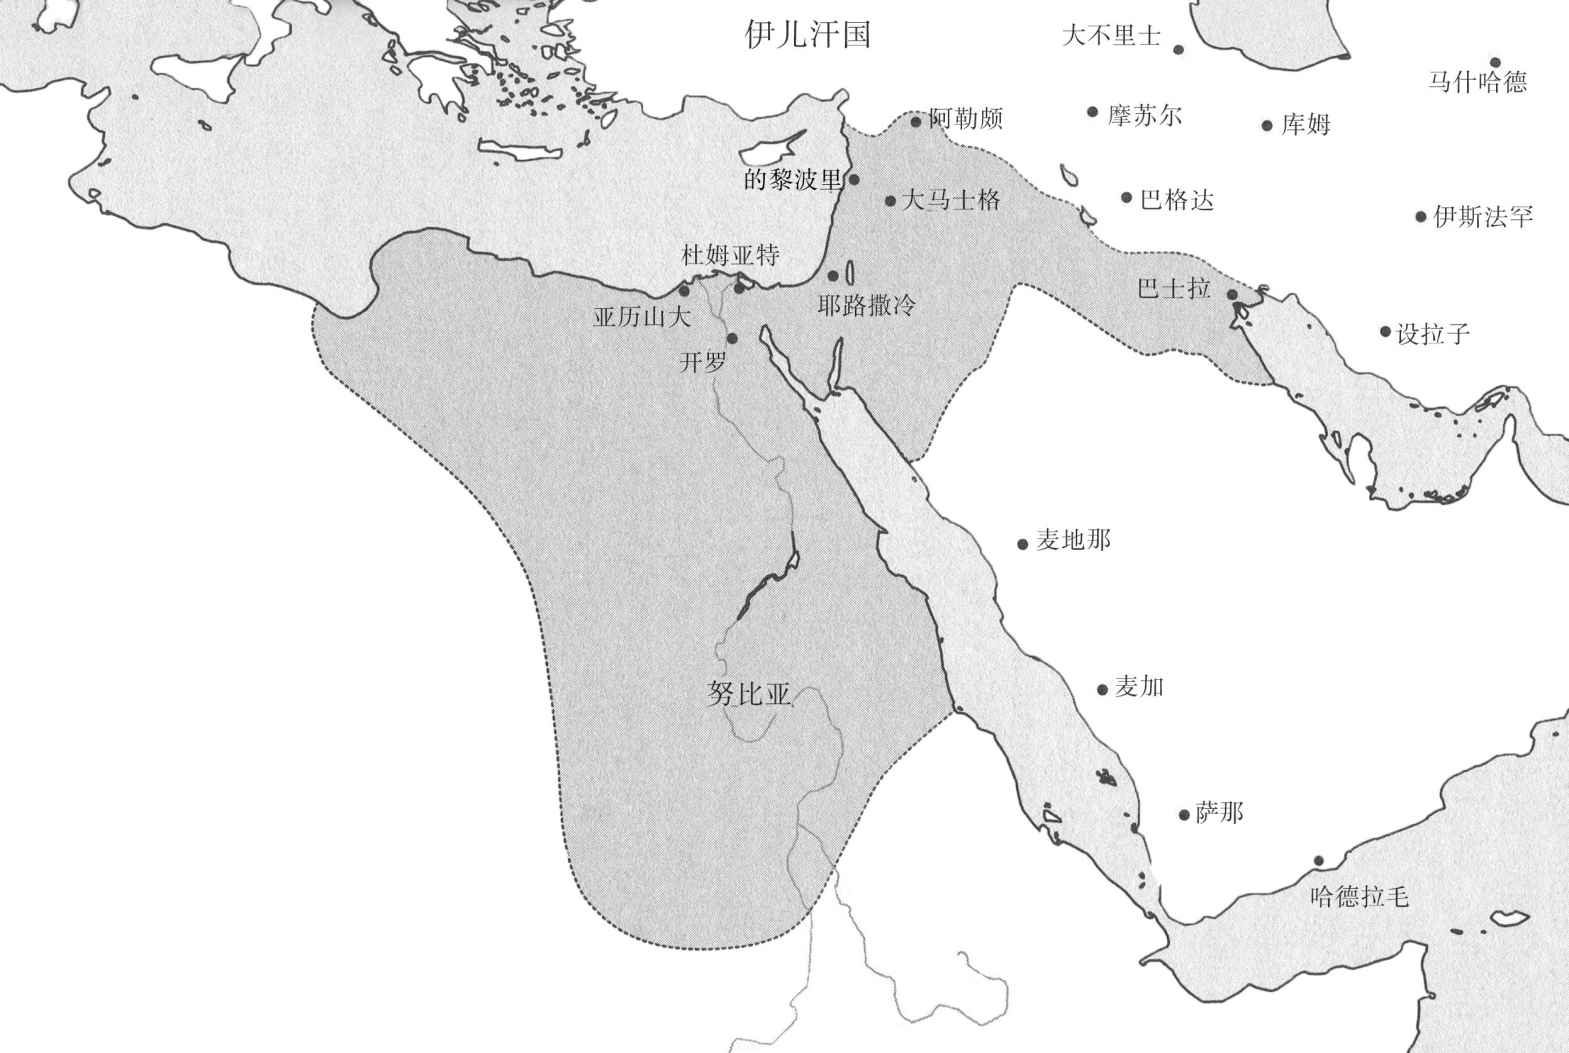 伊儿汗国
大不里士
马什哈德
阿勒颇
摩苏尔
库姆
的黎波里
大马士格
巴格达
伊斯法罕
杜姆亚特
亚历山大
耶路撒冷
巴士拉
开罗
设拉子
麦地那
努比亚
麦加
萨那
哈德拉毛